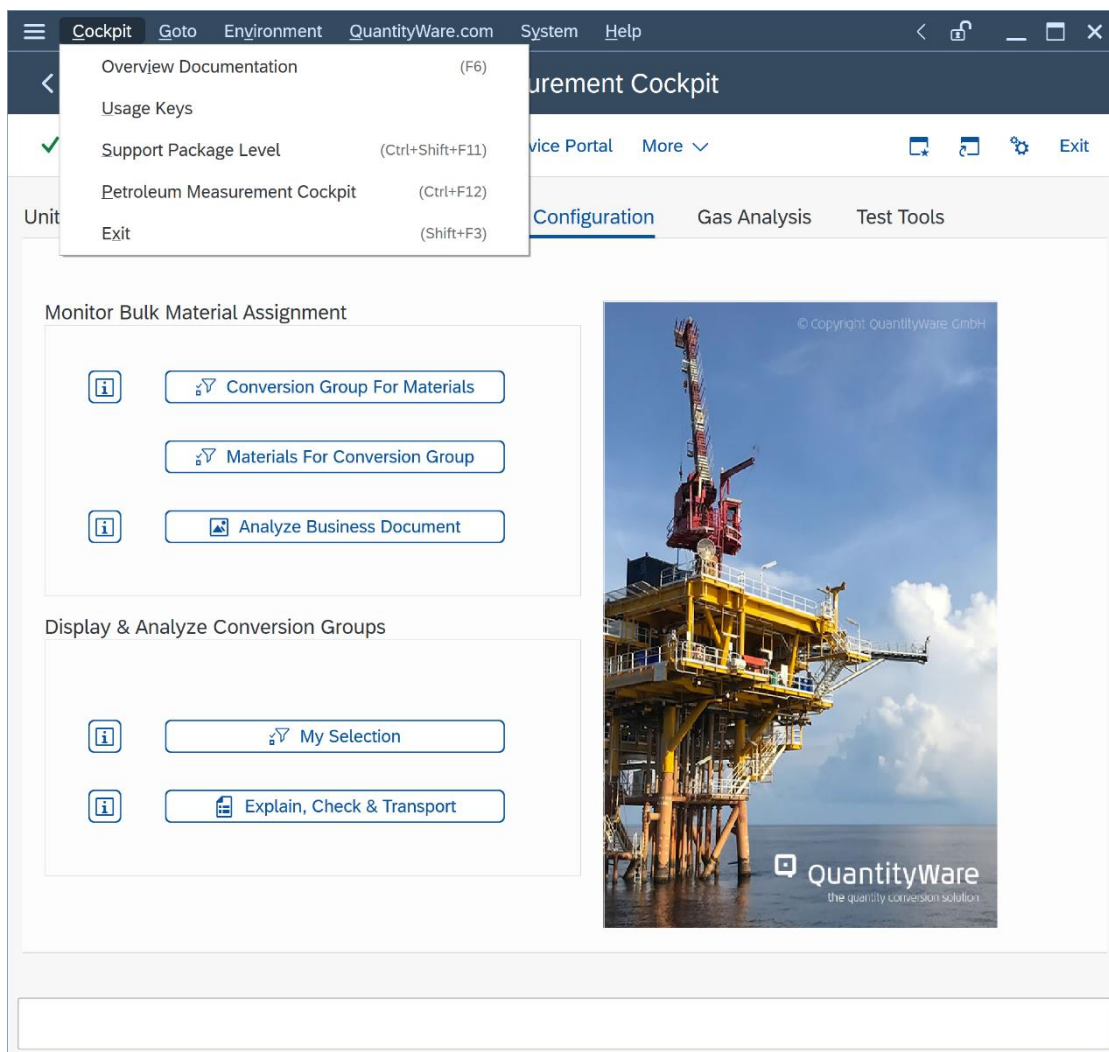 Cockpit Goto Environment QuantityWare.com System Help
Overview Documentation (F6)
urement Cockpit
Usage Keys
Support Package Level (Ctrl+Shift+F11)
vice Portal More Exit
Petroleum Measurement Cockpit (Ctrl+F12)
Unit Configuration Gas Analysis Test Tools
Exit (Shift+F3)
Monitor Bulk Material Assignment
© Copyright QuantityWare GmbH
Conversion Group For Materials
Materials For Conversion Group
Analyze Business Document
Display & Analyze Conversion Groups
My Selection
Explain, Check & Transport
QuantityWare
the quantity conversion solution